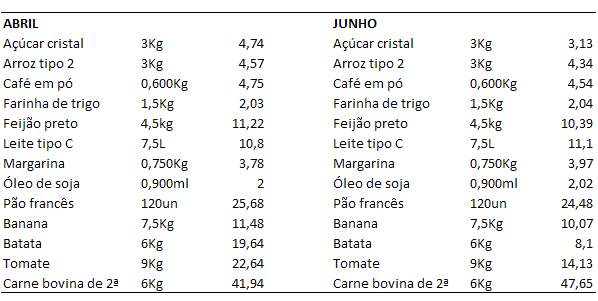 ABRIL JUNHO
Açúcar cristal 3Kg 4,74 Açúcar cristal 3Kg 3,13
Arroz tipo 2 3Kg 4,57 Arroz tipo 2 3Kg 4,34
Café em pó 0,600Kg 4,75 Café em pó 0,600Kg 4,54
Farinha de trigo 1,5Kg 2,03 Farinha de trigo 1,5Kg 2,04
Feijão preto 4,5kg 11,22 Feijão preto 4,5kg 10,39
Leite tipo C 7,5L 10,8 Leite tipo C 7,5L 11,1
Margarina 0,750Kg 3,78 Margarina 0,750Kg 3,97
Óleo de soja 0,900ml 2 Óleo de soja 0,900ml 2,02
Pão francês 120un 25,68 Pão francês 120un 24,48
Banana 7,5Kg 11,48 Banana 7,5Kg 10,07
Batata 6Kg 19,64 Batata 6Kg 8,1
Tomate 9Kg 22,64 Tomate 9Kg 14,13
Carne bovina de 2ª 6Kg 41,94 Carne bovina de 2ª 6Kg 47,65